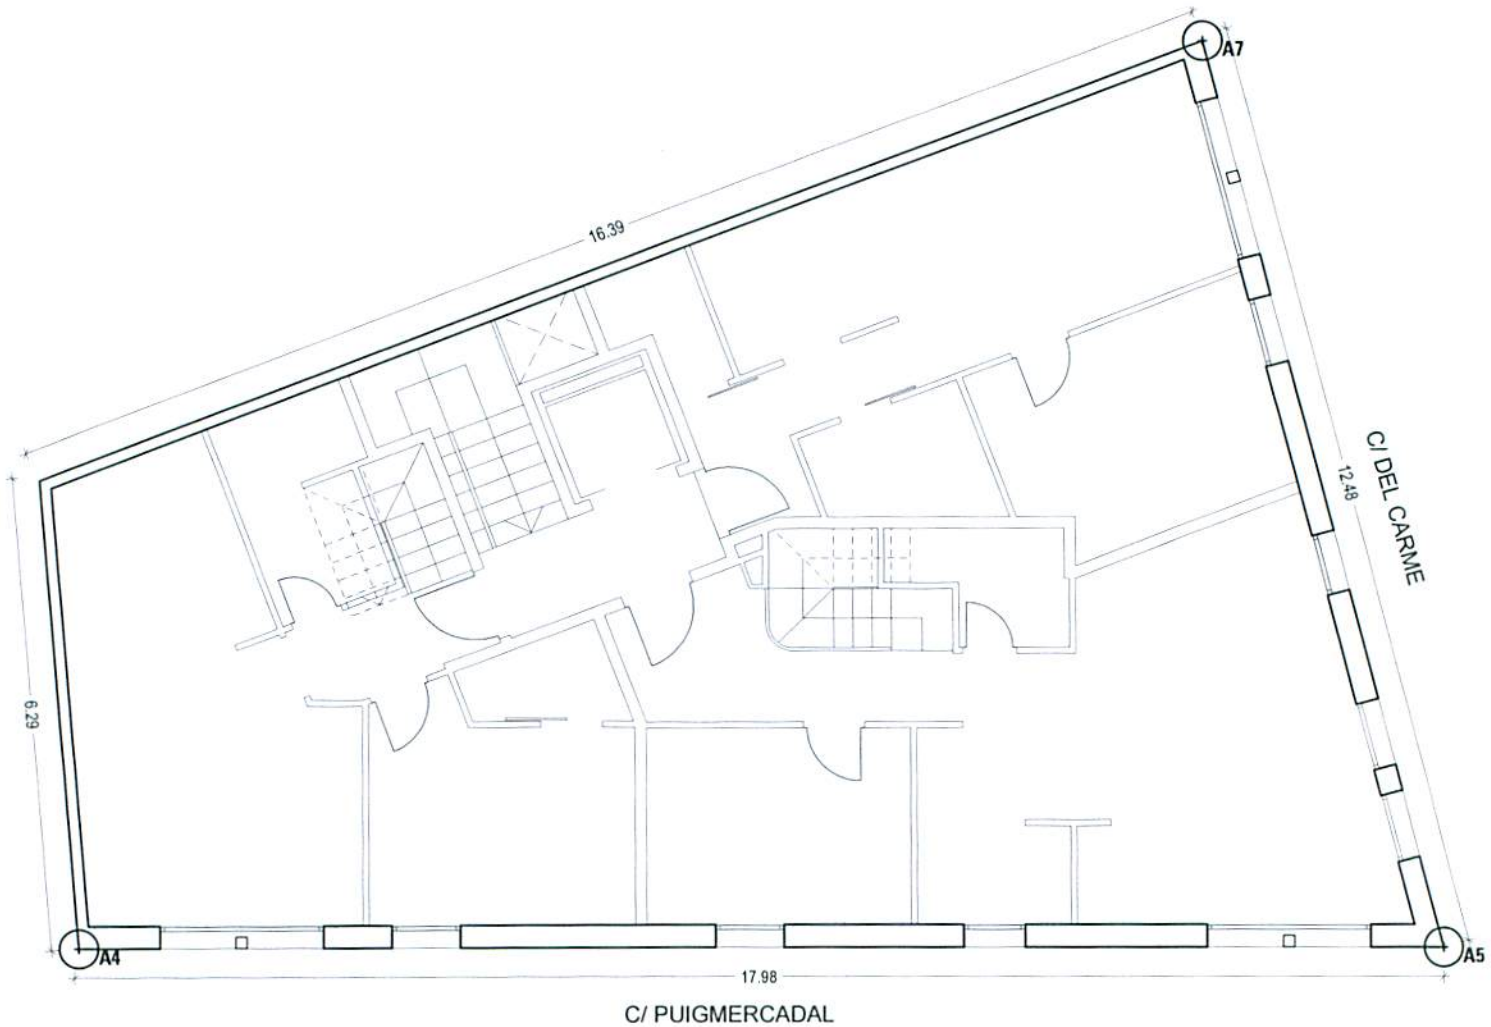 A7
16.39
C/ DEL CARME
12.48
6.29
A4
A5
17.98
C/ PUIGMERCADAL